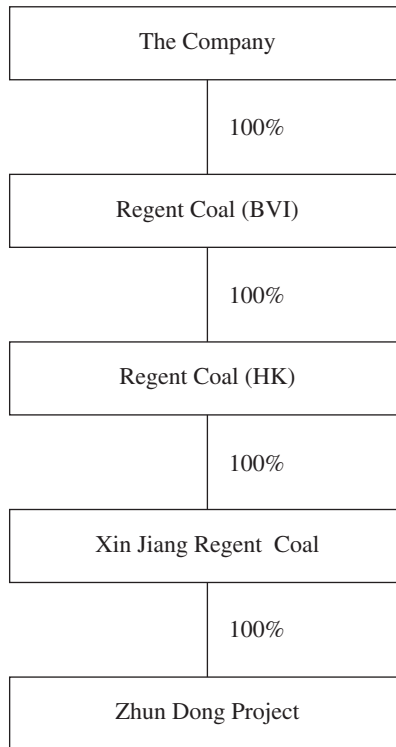 The Company
100%
Regent Coal (BVI)
100%
Regent Coal (HK)
100%
Xin Jiang Regent Coal
100%
Zhun Dong Project